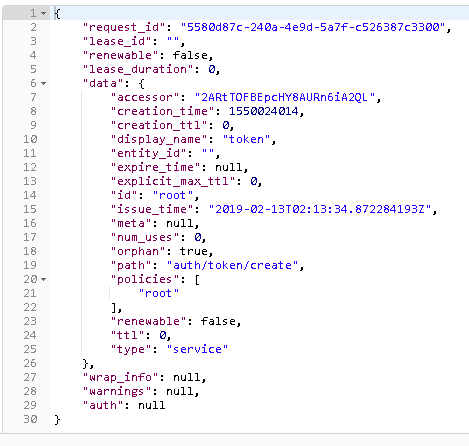 1 {
2 "request_id": "5580d87c-240a-4e9d-5a7f-c526387c3300",
3 "lease_id": "",
4 "renewable": false,
5 "lease_duration": 0,
6 "data": {
7 "accessor": "2ARtTOFBEpcHY8AURn6iA2QL",
8 "creation_time": 1550024014,
9 "creation_ttl": 0,
10 "display_name": "token",
11 "entity_id": "",
12 "expire_time": null,
13 "explicit_max_ttl": 0,
14 "id": "root",
15 "issue_time": "2019-02-13T02:13:34.872284193Z",
16 "meta": null,
17 "num_uses": 0,
18 "orphan": true,
19 "path": "auth/token/create",
20 "policies": [
21 "root"
22 ],
23 "renewable": false,
24 "ttl": 0,
25 "type": "service"
26 },
27 "wrap_info": null,
28 "warnings": null,
29 "auth": null
30 }